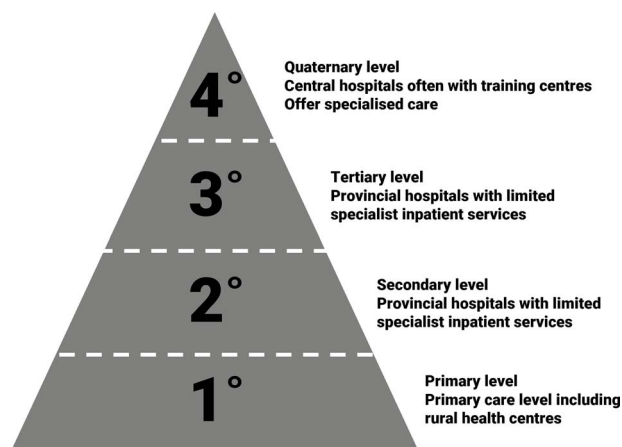 4°
Quaternary level
Central hospitals often with training centres
Offer specialised care
3°
Tertiary level
Provincial hospitals with limited
specialist inpatient services
2°
Secondary level
Provincial hospitals with limited
specialist inpatient services
1°
Primary level
Primary care level including
rural health centres